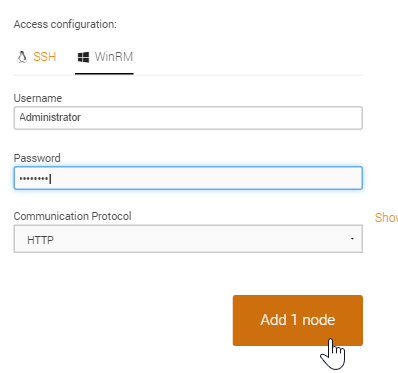 Access configuration:
SSH WinRM
Username
Administrator
Password
••••••••
Communication Protocol
Show
HTTP
Add 1 node